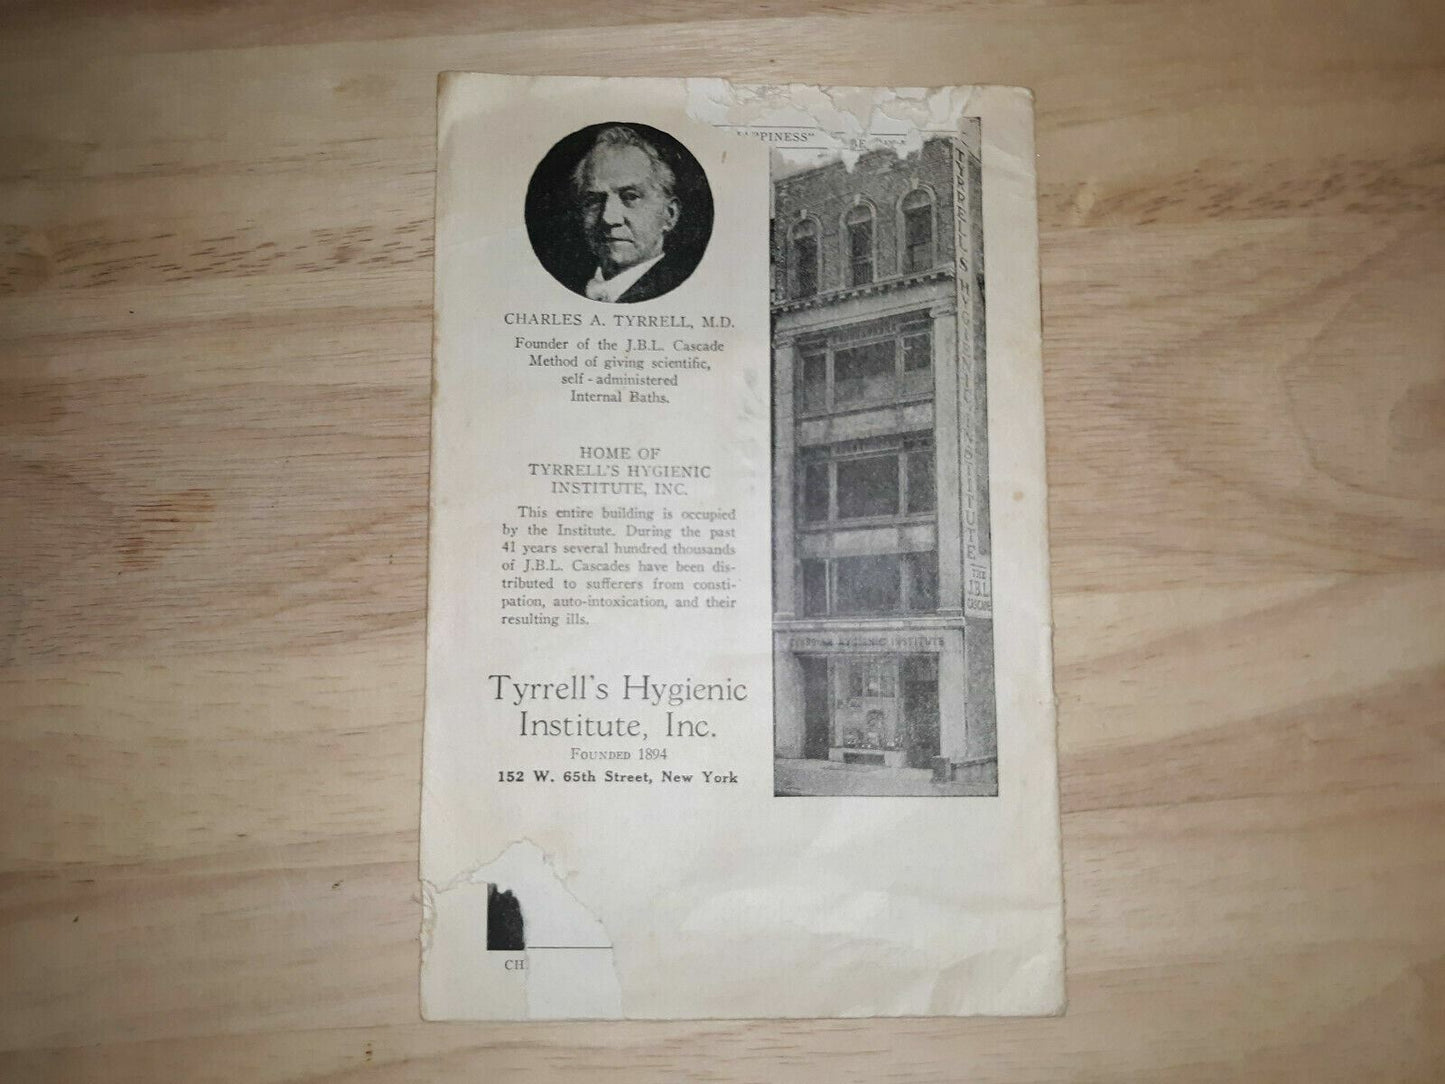 CHARLES A. TYRRELL, M.D.
Founder of the J.B.L. Cascade
Method of giving scientific,
self - administered
Internal Baths.
HOME OF
TYRRELL'S HYGIENIC
INSTITUTE, INC.
This entire building is occupied
by the Institute. During the past
41 years several hundred thousands
of J.B.L. Cascades have been dis-
tributed to sufferers from consti-
pation, auto-intoxication, and their
resulting ills.
Tyrrell's Hygienic
Institute, Inc.
FOUNDED 1894
152 W. 65th Street, New York
CH
TYRRELL'S HYGIENIC INSTITUTE
THE
J.B.L.
CASCADE
HYGIENIC INSTITUTE